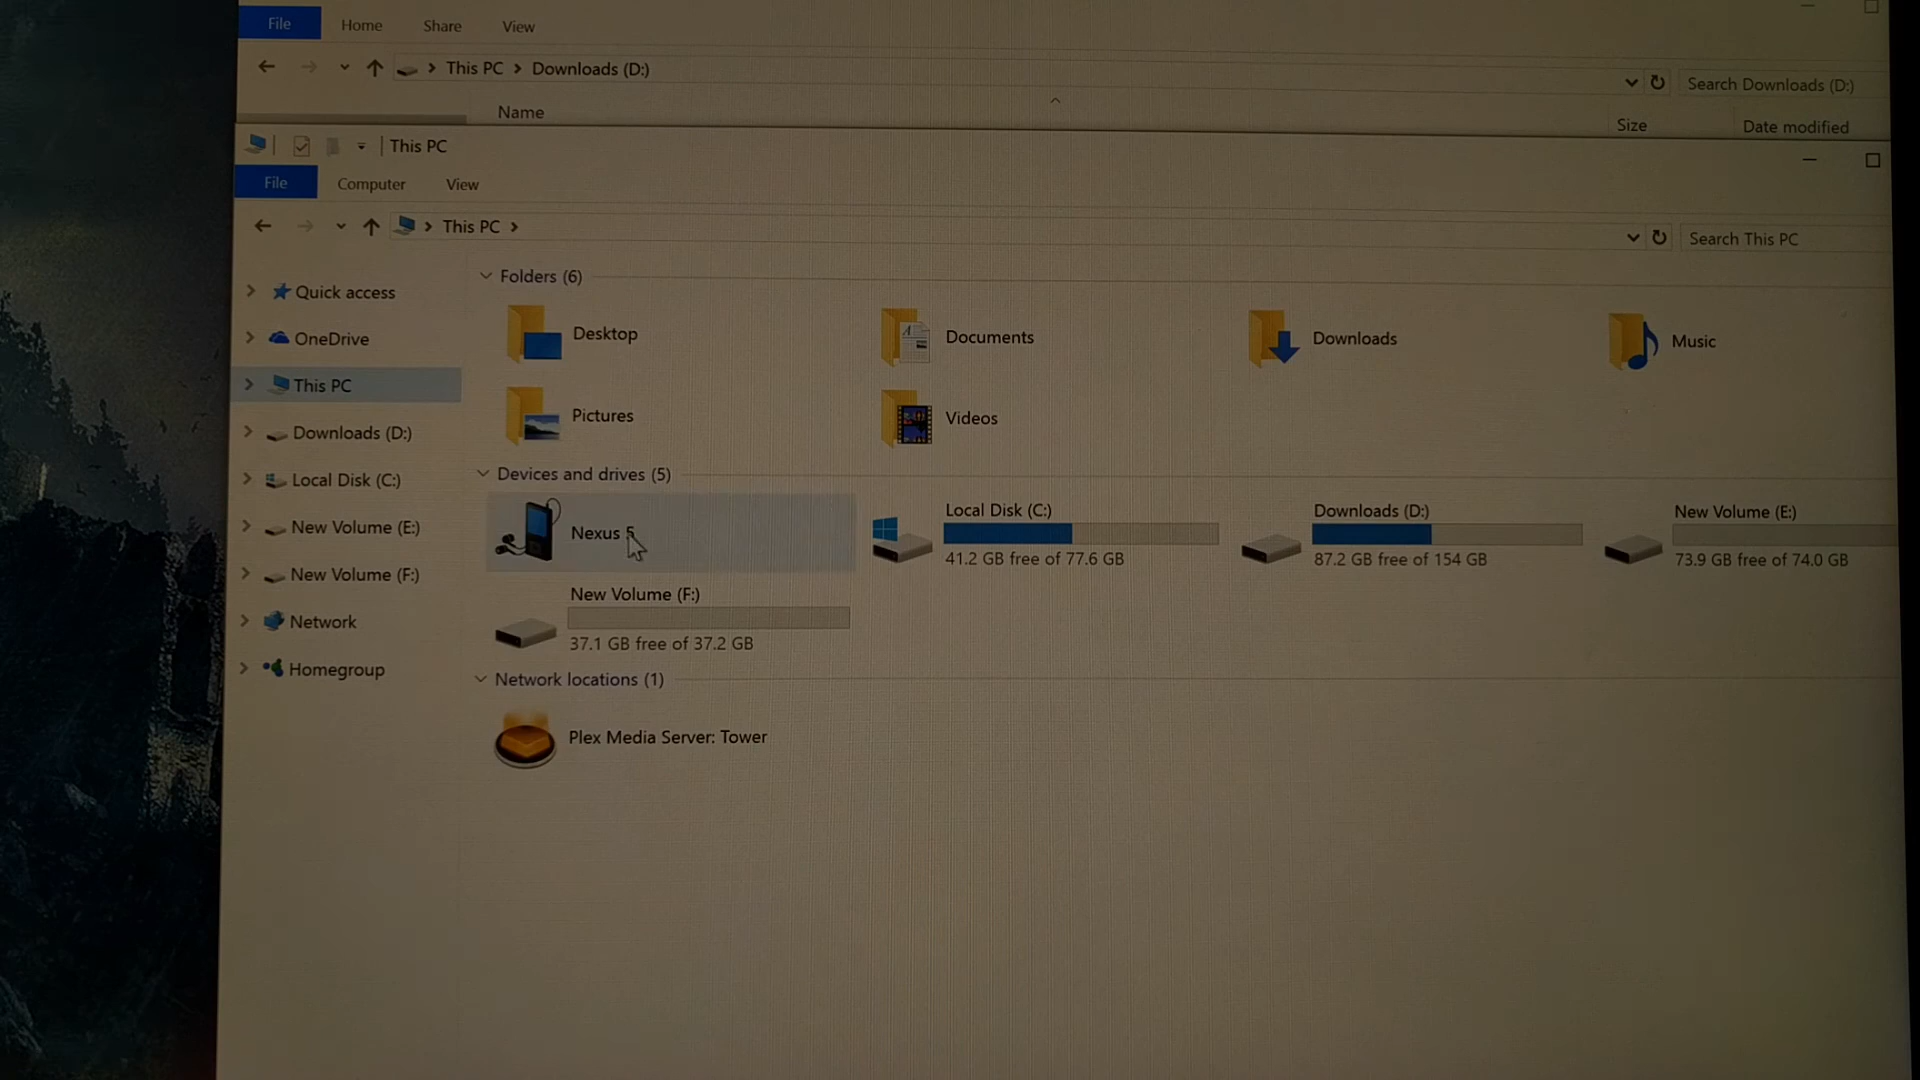 File Home Share View
This PC Downloads (D:) Search Downloads (D:)
Name Size Date modified
This PC
File Computer View
This PC Search This PC
Quick access
OneDrive
This PC
Downloads (D:)
Local Disk (C:)
New Volume (E:)
New Volume (F:)
Network
Homegroup
Folders (6)
Desktop Documents Downloads Music
Pictures Videos
Devices and drives (5)
Nexus 5
Local Disk (C:)
41.2 GB free of 77.6 GB
Downloads (D:)
87.2 GB free of 154 GB
New Volume (E:)
73.9 GB free of 74.0 GB
New Volume (F:)
37.1 GB free of 37.2 GB
Network locations (1)
Plex Media Server: Tower